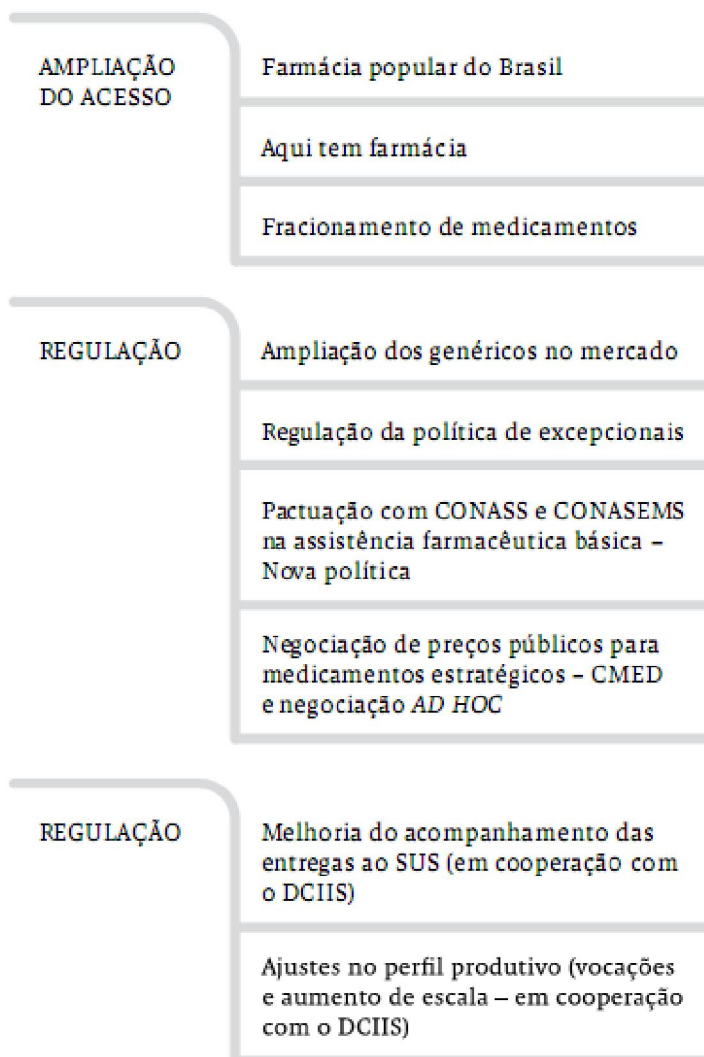 AMPLIAÇÃO
DO ACESSO
Farmácia popular do Brasil
Aqui tem farmácia
Fracionamento de medicamentos
REGULAÇÃO
Ampliação dos genéricos no mercado
Regulação da política de excepcionais
Pactuação com CONASS e CONASEMS
na assistência farmacêutica básica –
Nova política
Negociação de preços públicos para
medicamentos estratégicos – CMED
e negociação AD HOC
REGULAÇÃO
Melhoria do acompanhamento das
entregas ao SUS (em cooperação com
o DCIIS)
Ajustes no perfil produtivo (vocações
e aumento de escala – em cooperação
com o DCIIS)